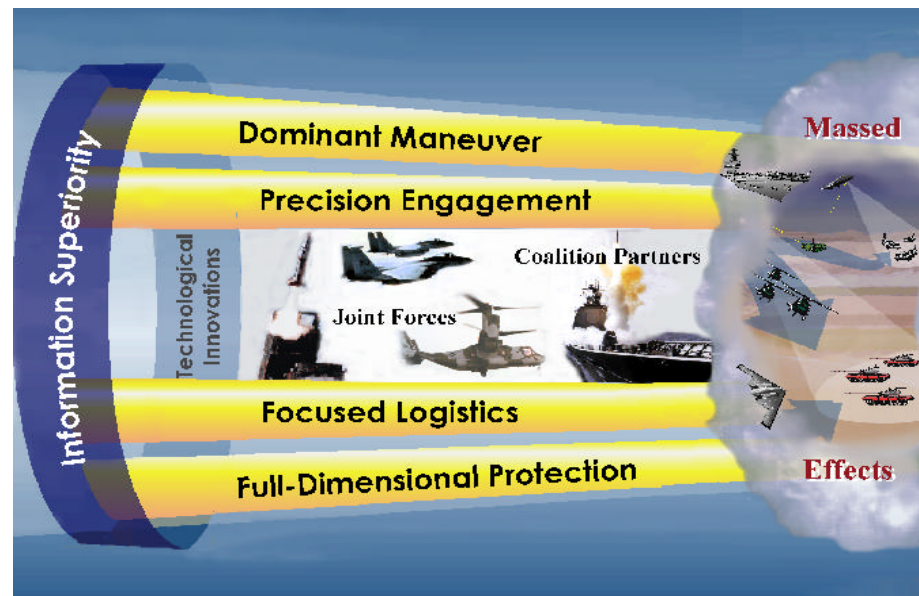 Information Superiority
Technological
Innovations
Dominant Maneuver
Precision Engagement
Coalition Partners
Joint Forces
Focused Logistics
Full-Dimensional Protection
Massed
Effects